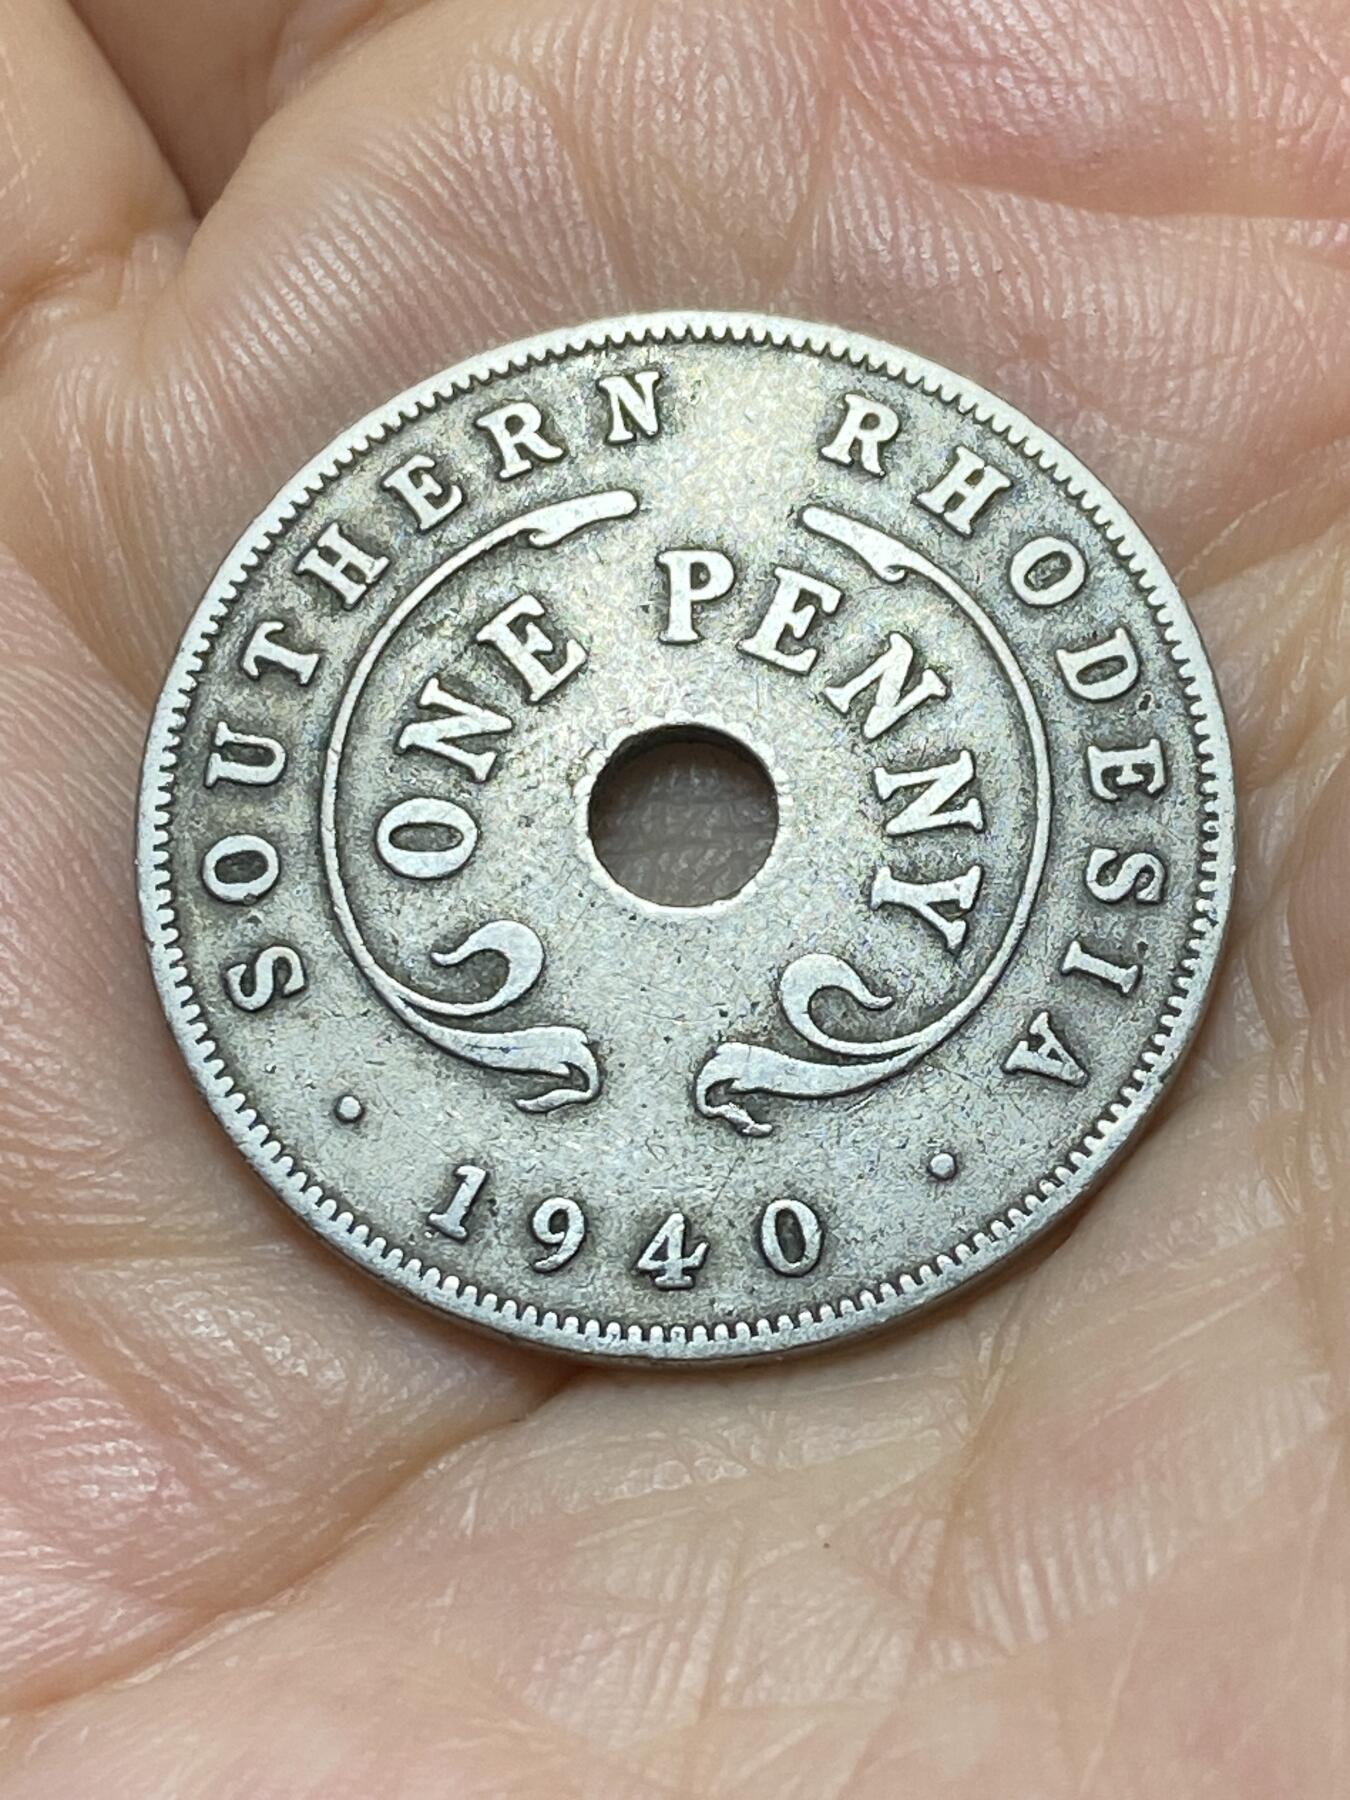 SOUTHERN RHODESIA
ONE PENNY
· 1940 ·